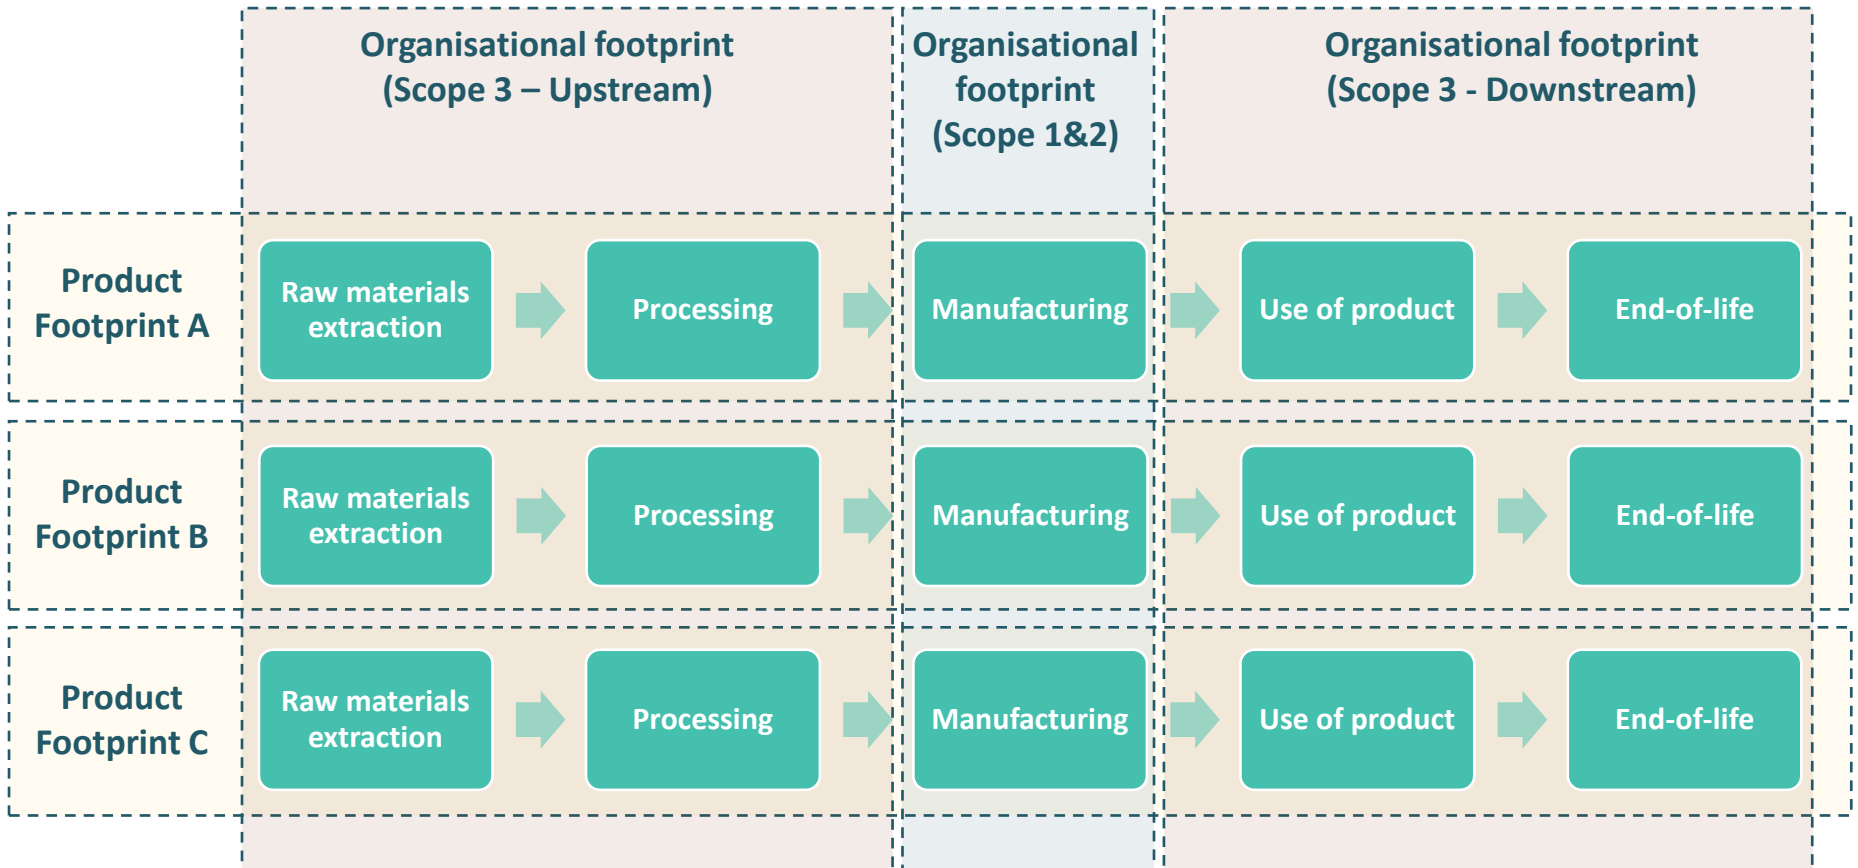 Organisational footprint
(Scope 3 – Upstream)
Organisational
footprint
(Scope 1&2)
Organisational footprint
(Scope 3 - Downstream)
Product
Footprint A
Raw materials
extraction
Processing
Manufacturing
Use of product
End-of-life
Product
Footprint B
Raw materials
extraction
Processing
Manufacturing
Use of product
End-of-life
Product
Footprint C
Raw materials
extraction
Processing
Manufacturing
Use of product
End-of-life